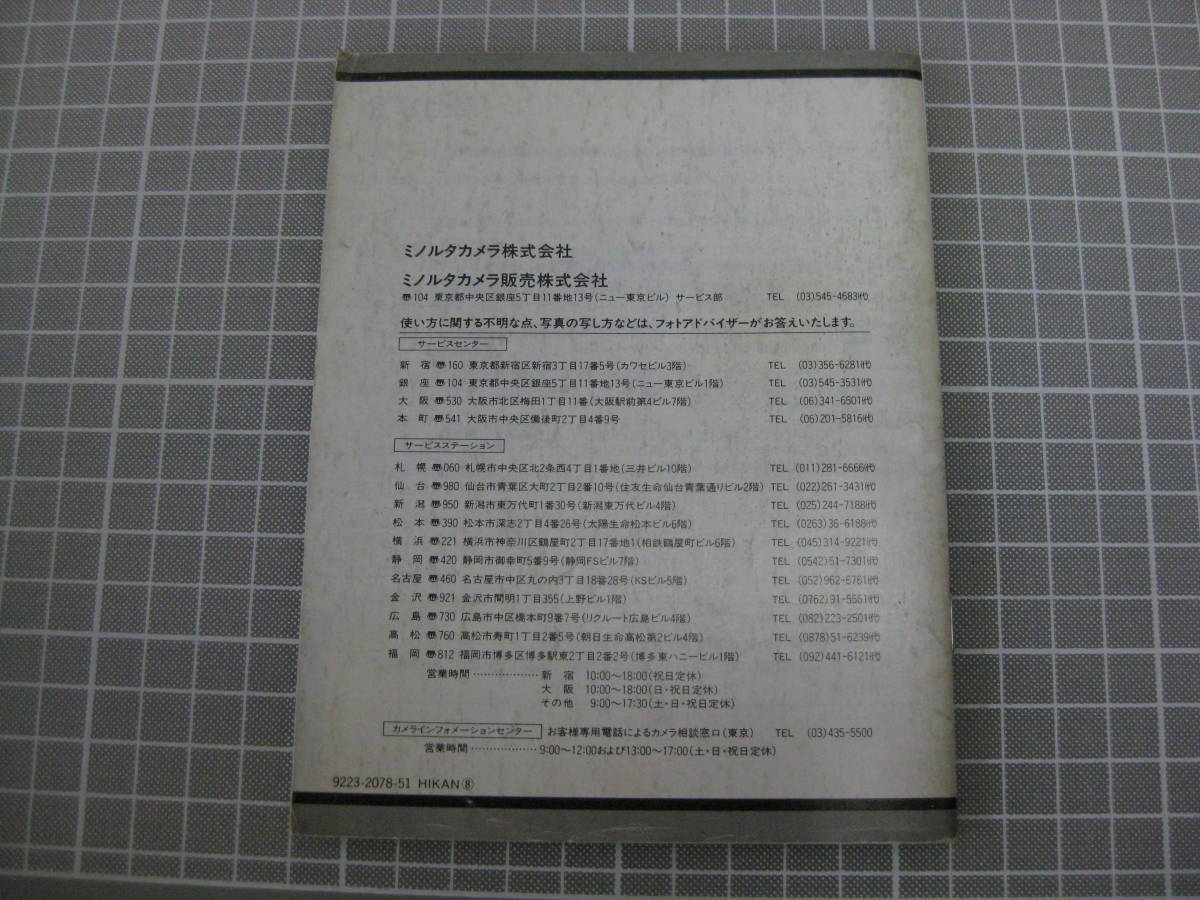 ミノルタカメラ株式会社
ミノルタカメラ販売株式会社
〠104 東京都中央区銀座5丁目11番地13号(ニュー東京ビル) サービス部 TEL (03)545-4683代
使い方に関する不明な点、写真の写し方などは、フォトアドバイザーがお答えいたします。
サービスセンター
新宿〠160 東京都新宿区新宿3丁目17番5号(カワセビル3階) TEL (03)356-6281代
銀座〠104 東京都中央区銀座5丁目11番地13号(ニュー東京ビル1階) TEL (03)545-3531代
大阪〠530 大阪市北区梅田1丁目11番(大阪駅前第4ビル7階) TEL (06)341-6501代
本町〠541 大阪市中央区備後町2丁目4番9号 TEL (06)201-5816代
サービスステーション
札幌〠060 札幌市中央区北2条西4丁目1番地(三井ビル10階) TEL (011)281-6666代
仙台〠980 仙台市青葉区大町2丁目2番10号(住友生命仙台青葉通りビル2階) TEL (022)261-3431代
新潟〠950 新潟市東万代町1番30号(新潟東万代ビル4階) TEL (025)244-7188代
松本〠390 松本市深志2丁目4番26号(太陽生命松本ビル6階) TEL (0263)36-6188代
横浜〠221 横浜市神奈川区鶴屋町2丁目17番地1(相鉄鶴屋町ビル6階) TEL (045)314-9221代
静岡〠420 静岡市御幸町5番9号(静岡FSビル7階) TEL (0542)51-7301代
名古屋〠460 名古屋市中区丸の内3丁目18番28号(KSビル5階) TEL (052)962-6761代
金沢〠921 金沢市間明1丁目355(上野ビル1階) TEL (0762)91-5561代
広島〠730 広島市中区橋本町9番7号(リクルート広島ビル4階) TEL (082)223-2501代
高松〠760 高松市寿町1丁目2番5号(朝日生命高松第2ビル4階) TEL (0878)51-6239代
福岡〠812 福岡市博多区博多駅東2丁目2番2号(博多東ハニービル1階) TEL (092)441-6121代
営業時間………………新宿 10:00〜18:00(祝日定休)
大阪 10:00〜18:00(日・祝日定休)
その他 9:00〜17:30(土・日・祝日定休)
カメラインフォメーションセンター お客様専用電話によるカメラ相談窓口(東京) TEL (03)435-5500
営業時間………………9:00〜12:00および13:00〜17:00(土・日・祝日定休)
9223-2078-51 HIKAN⑧